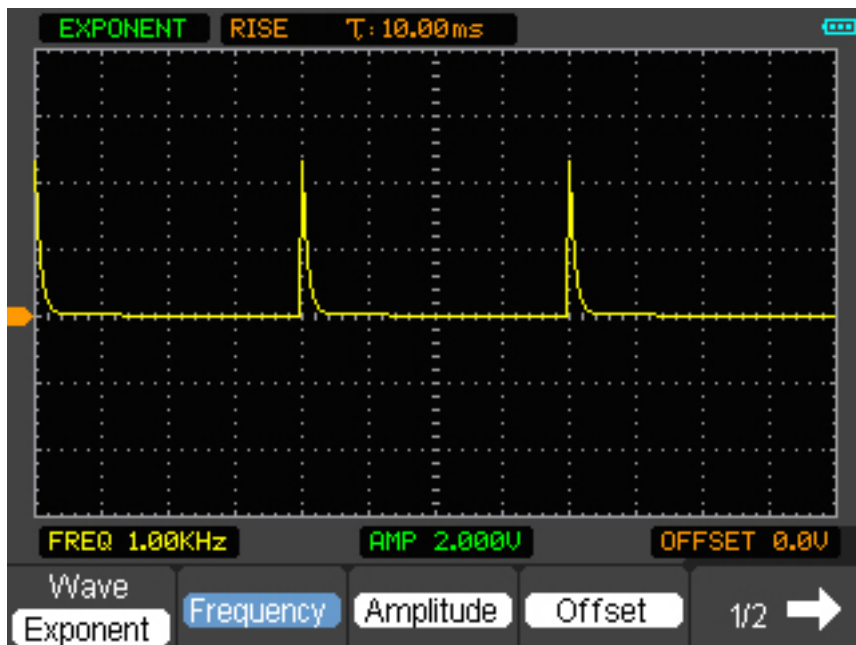 EXPONENT RISE τ:10.00ms
FREQ 1.00KHz AMP 2.000V OFFSET 0.0V
Wave
Exponent Frequency Amplitude Offset 1/2